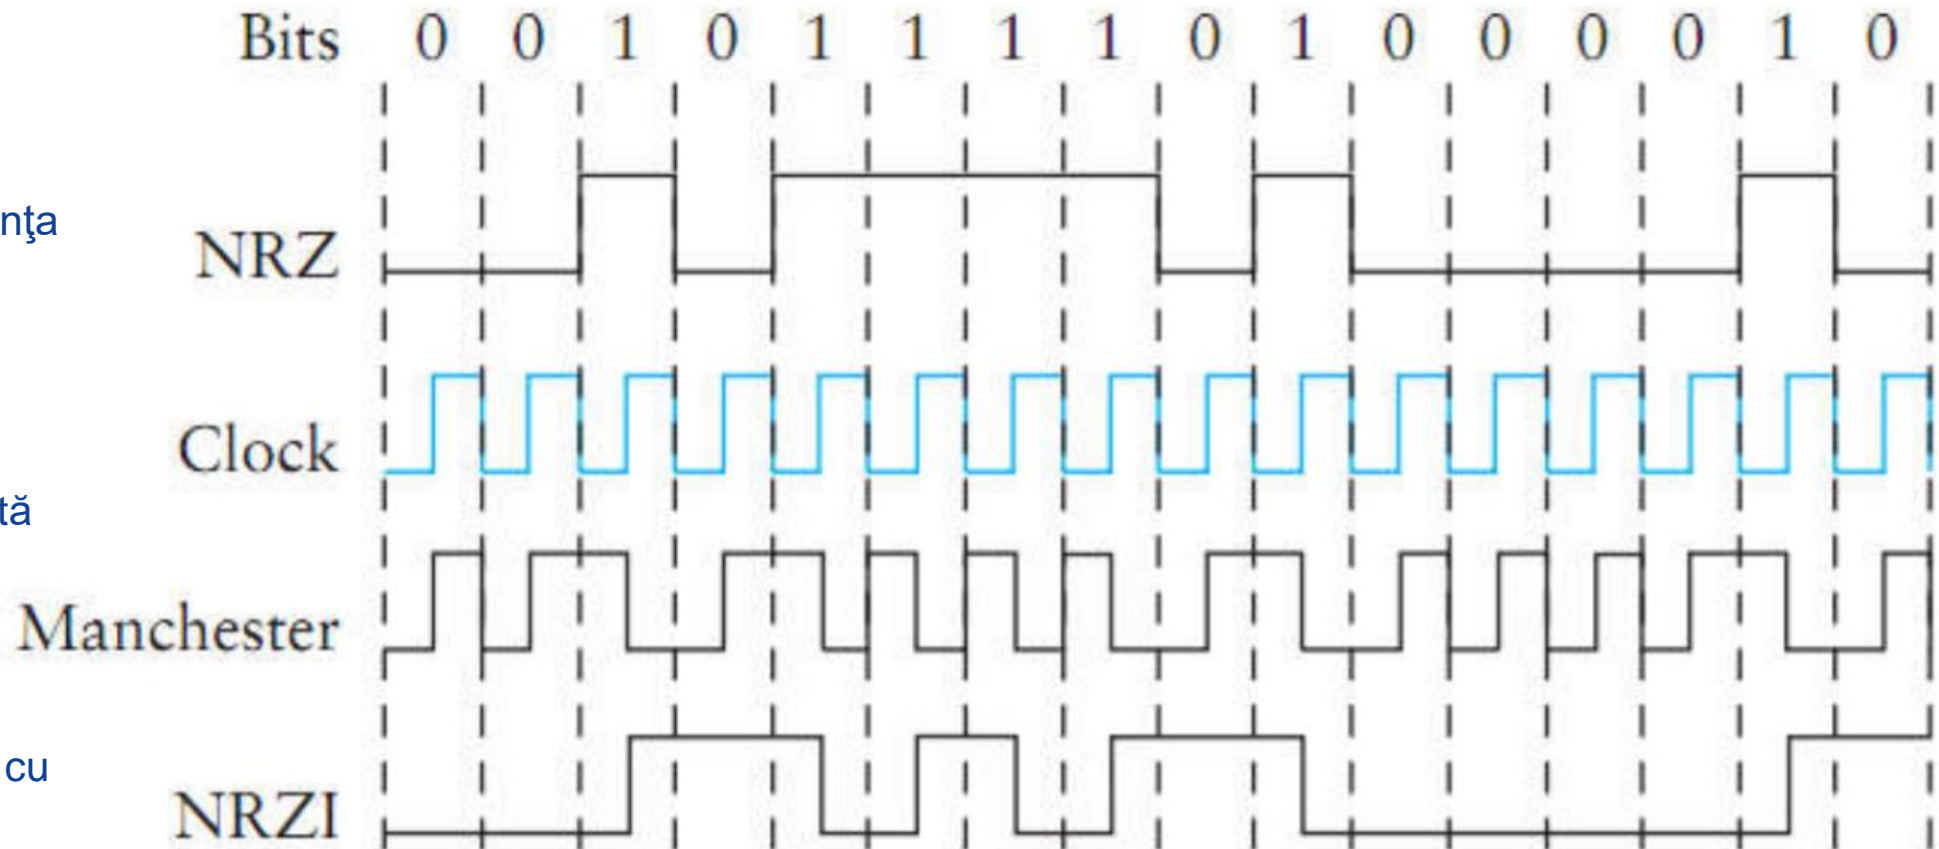 Bits 0 0 1 0 1 1 1 1 0 1 0 0 0 0 1 0
nţa
NRZ
Clock
tă
Manchester
cu
NRZI